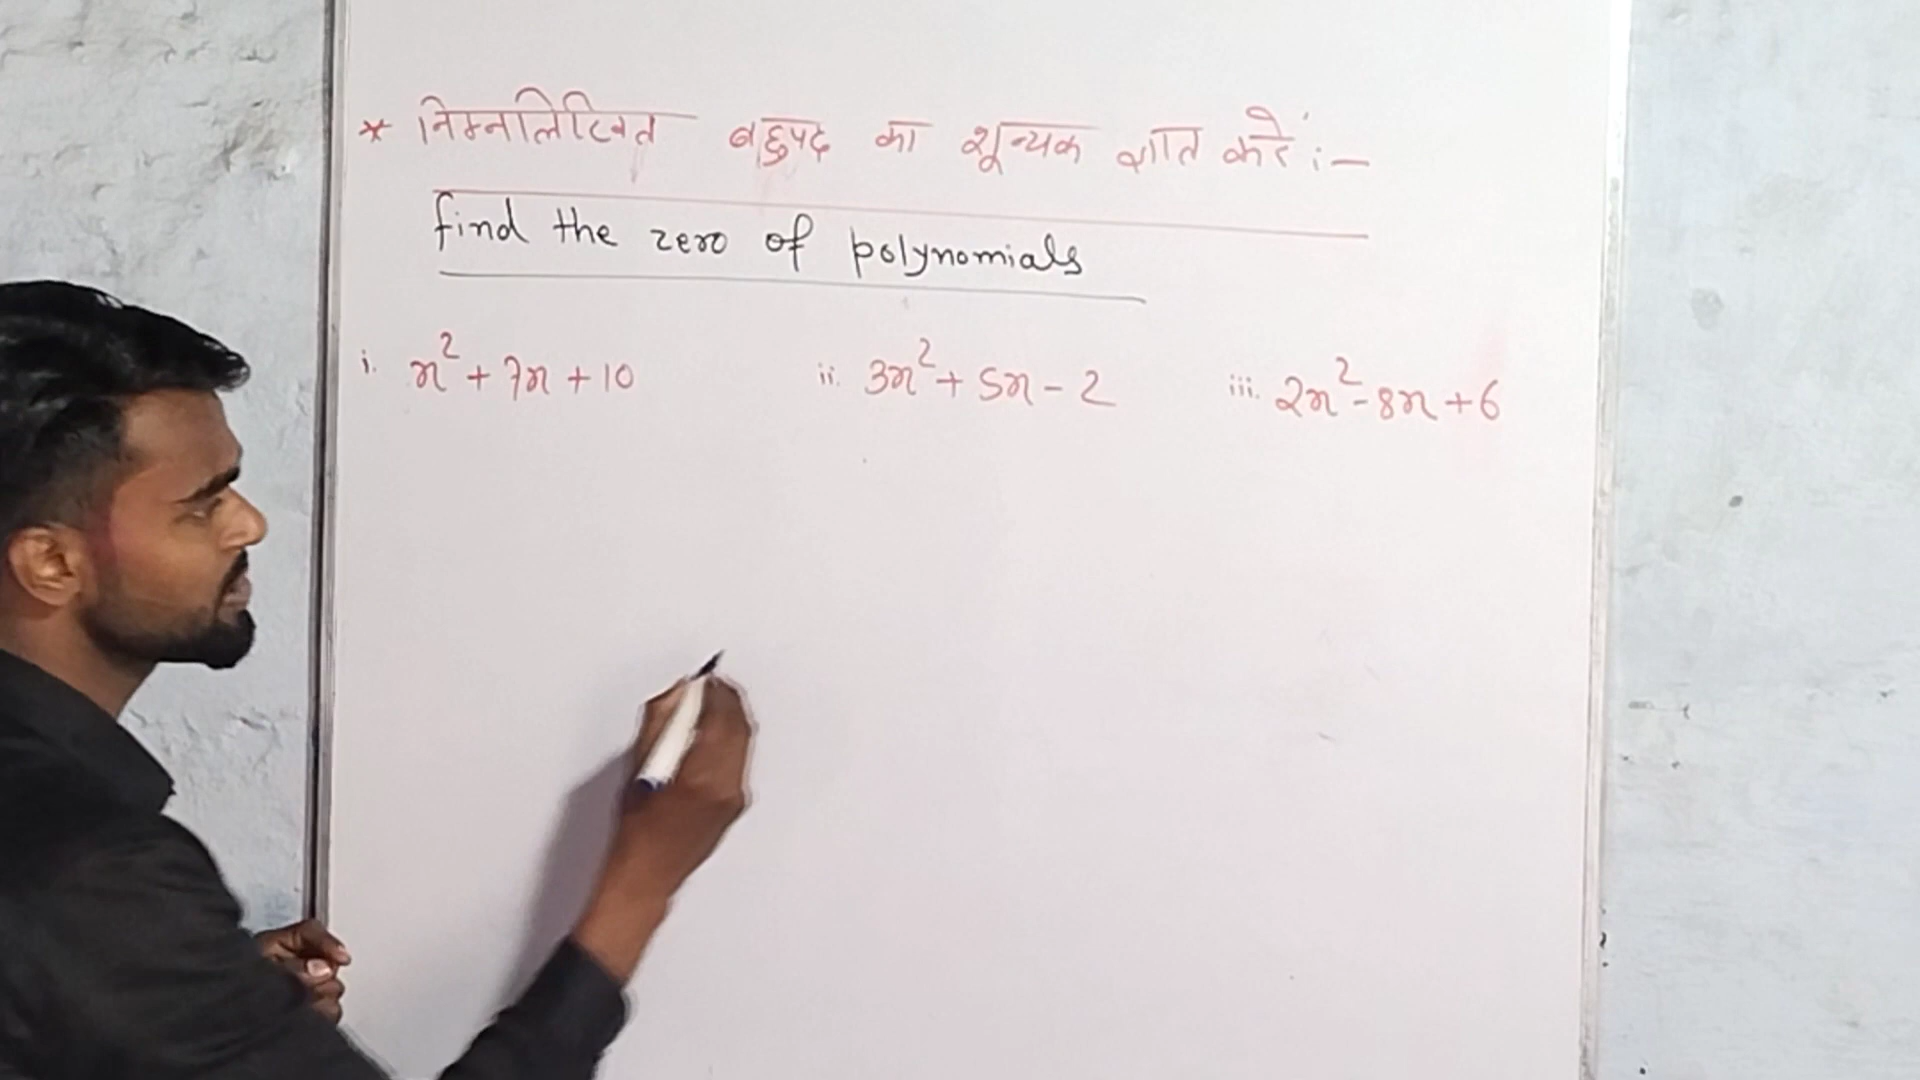 * निम्नलिखित बहुपद का शून्यक ज्ञात करें :-
find the zero of polynomials
i. x² + 7x + 10 ii. 3x² + 5x - 2 iii. 2x² - 8x + 6